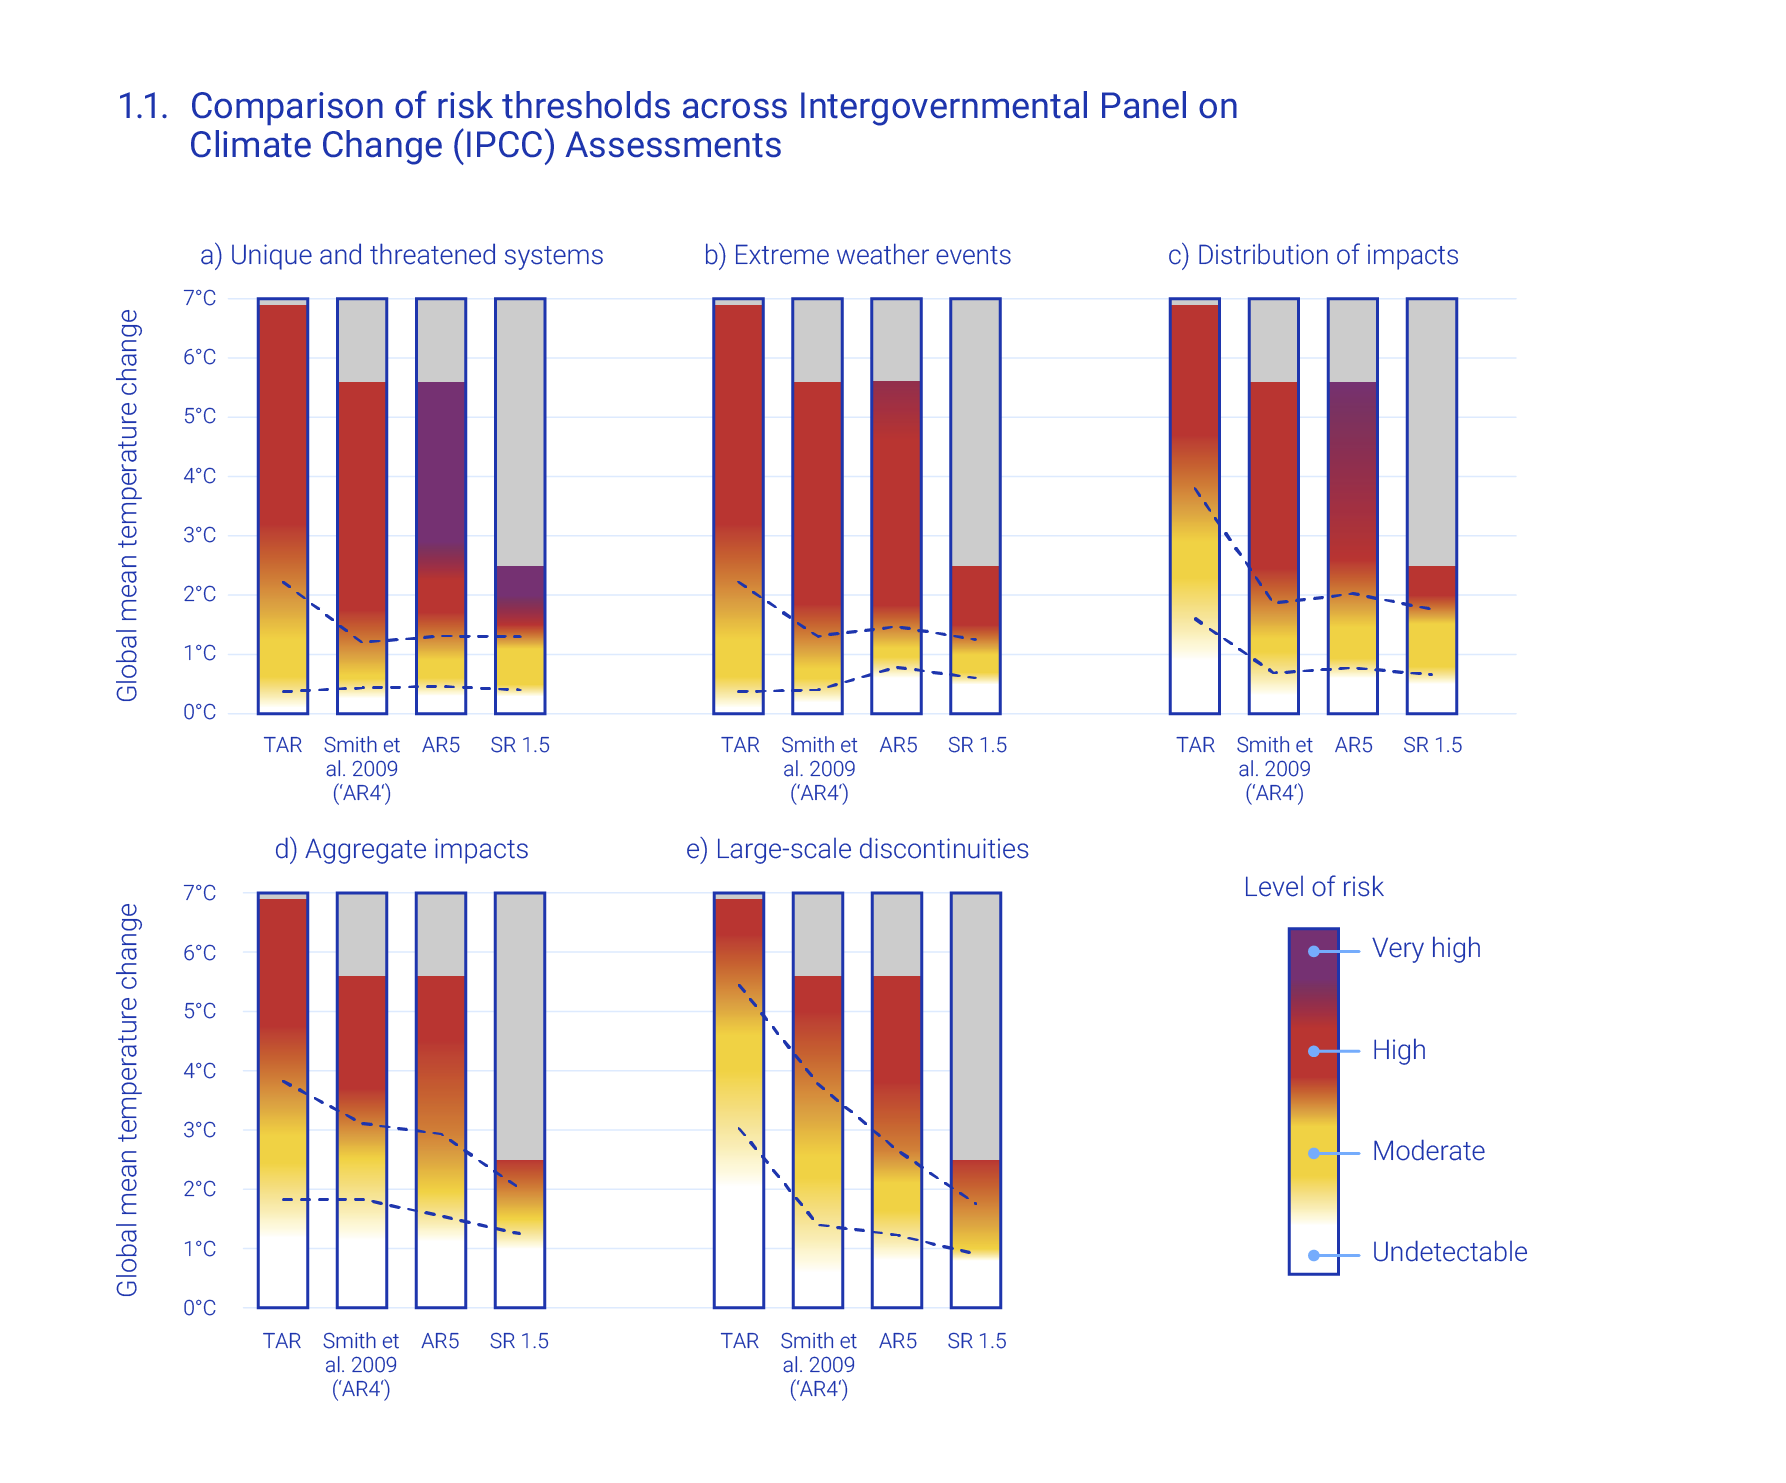 1.1. Comparison of risk thresholds across Intergovernmental Panel on
Climate Change (IPCC) Assessments
a) Unique and threatened systems
b) Extreme weather events
c) Distribution of impacts
Global mean temperature change
7°C
6°C
5°C
4°C
3°C
2°C
1°C
0°C
TAR
Smith et
al. 2009
(‘AR4‘)
AR5
SR 1.5
TAR
Smith et
al. 2009
(‘AR4‘)
AR5
SR 1.5
TAR
Smith et
al. 2009
(‘AR4‘)
AR5
SR 1.5
d) Aggregate impacts
e) Large-scale discontinuities
Global mean temperature change
7°C
6°C
5°C
4°C
3°C
2°C
1°C
0°C
TAR
Smith et
al. 2009
(‘AR4‘)
AR5
SR 1.5
TAR
Smith et
al. 2009
(‘AR4‘)
AR5
SR 1.5
Level of risk
Very high
High
Moderate
Undetectable